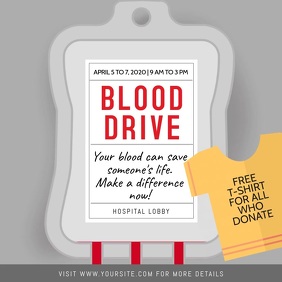 APRIL 5 TO 7, 2020 | 9 AM TO 3 PM
BLOOD
DRIVE
Your blood can save
someone's life.
Make a difference
now!
HOSPITAL LOBBY
FREE
T-SHIRT
FOR ALL
WHO
DONATE
VISIT WWW.YOURSITE.COM FOR MORE DETAILS